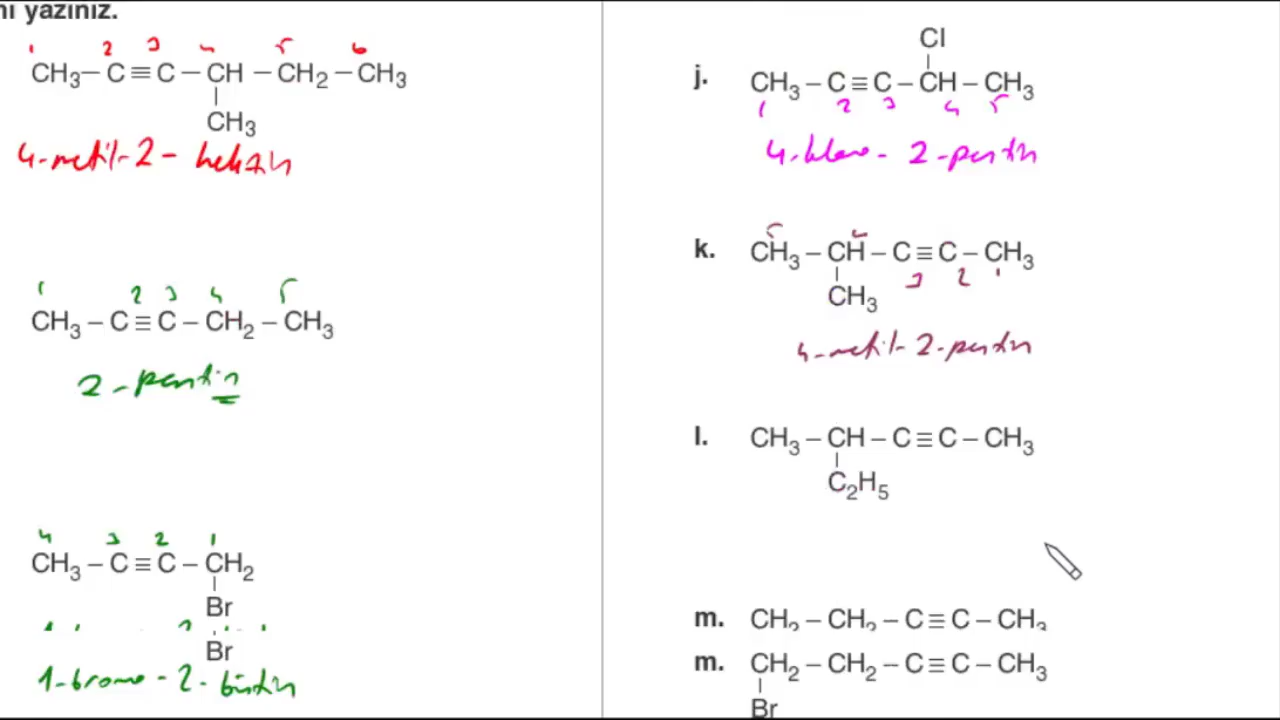 nı yazınız.
1 2 3 4 5 6
CH3 – C ≡ C – CH – CH2 – CH3
CH3
4-metil-2-hekzin
1 2 3 4 5
CH3 – C ≡ C – CH2 – CH3
2-pentin
4 3 2 1
CH3 – C ≡ C – CH2
Br
Br
1-bromo-2-bütin
Cl
j. CH3 – C ≡ C – CH – CH3
1 2 3 4 5
4-kloro-2-pentin
5 4
k. CH3 – CH – C ≡ C – CH3
3 2 1
CH3
4-metil-2-pentin
l. CH3 – CH – C ≡ C – CH3
C2H5
m. CH2 – CH2 – C ≡ C – CH3
m. CH2 – CH2 – C ≡ C – CH3
Br